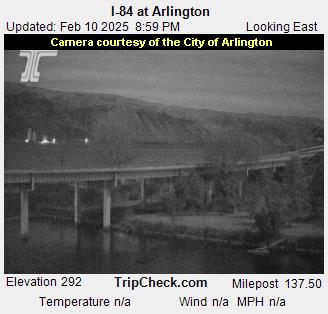 I-84 at Arlington
Updated: Feb 10 2025 8:59 PM Looking East
Camera courtesy of the City of Arlington
Elevation 292 TripCheck.com Milepost 137.50
Temperature n/a Wind n/a MPH n/a